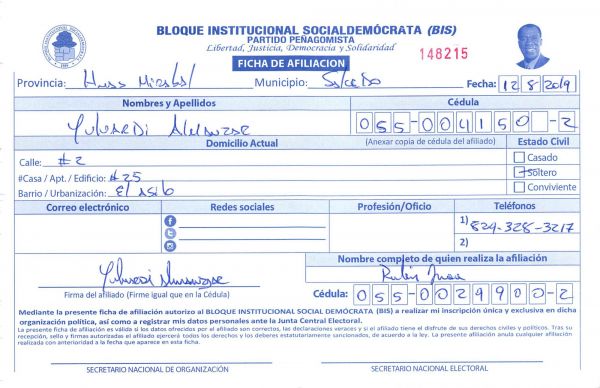 BLOQUE INSTITUCIONAL SOCIALDEMÓCRATA (BIS)
PARTIDO PEÑAGOMISTA
Libertad, Justicia, Democracia y Solidaridad
FICHA DE AFILIACION
148215
Provincia: Municipio: Salcedo Fecha: 12/8/2019
Nombres y Apellidos Cédula
055-004150-2
Domicilio Actual (Anexar copia de cédula del afiliado) Estado Civil
Calle: #2 Casado
#Casa / Apt. / Edificio: #25 Soltero
Barrio / Urbanización: Conviviente
Correo electrónico Redes sociales Profesión/Oficio Teléfonos
1) 829-328-3217
2)
Nombre completo de quien realiza la afiliación
Rubén
Firma del afiliado (Firme igual que en la Cédula) Cédula: 055-0029900-2
Mediante la presente ficha de afiliación autorizo al BLOQUE INSTITUCIONAL SOCIAL DEMÓCRATA (BIS) a realizar mi inscripción única y exclusiva en dicha
organización política, así como a registrar mis datos personales ante la Junta Central Electoral.
La presente ficha de afiliación es válida si los datos ofrecidos por el afiliado son correctos, las declaraciones veraces y si el afiliado tiene el disfrute de sus derechos civiles y políticos. Tras su
recepción, sello y firmas autorizadas el afiliado ejercerá todos los derechos y los deberes estatutariamente sancionados, de acuerdo a la ley. La presente afiliación anula cualquier afiliación
realizada con anterioridad a la fecha que aparece en esta ficha.
SECRETARIO NACIONAL DE ORGANIZACIÓN SECRETARIO NACIONAL ELECTORAL